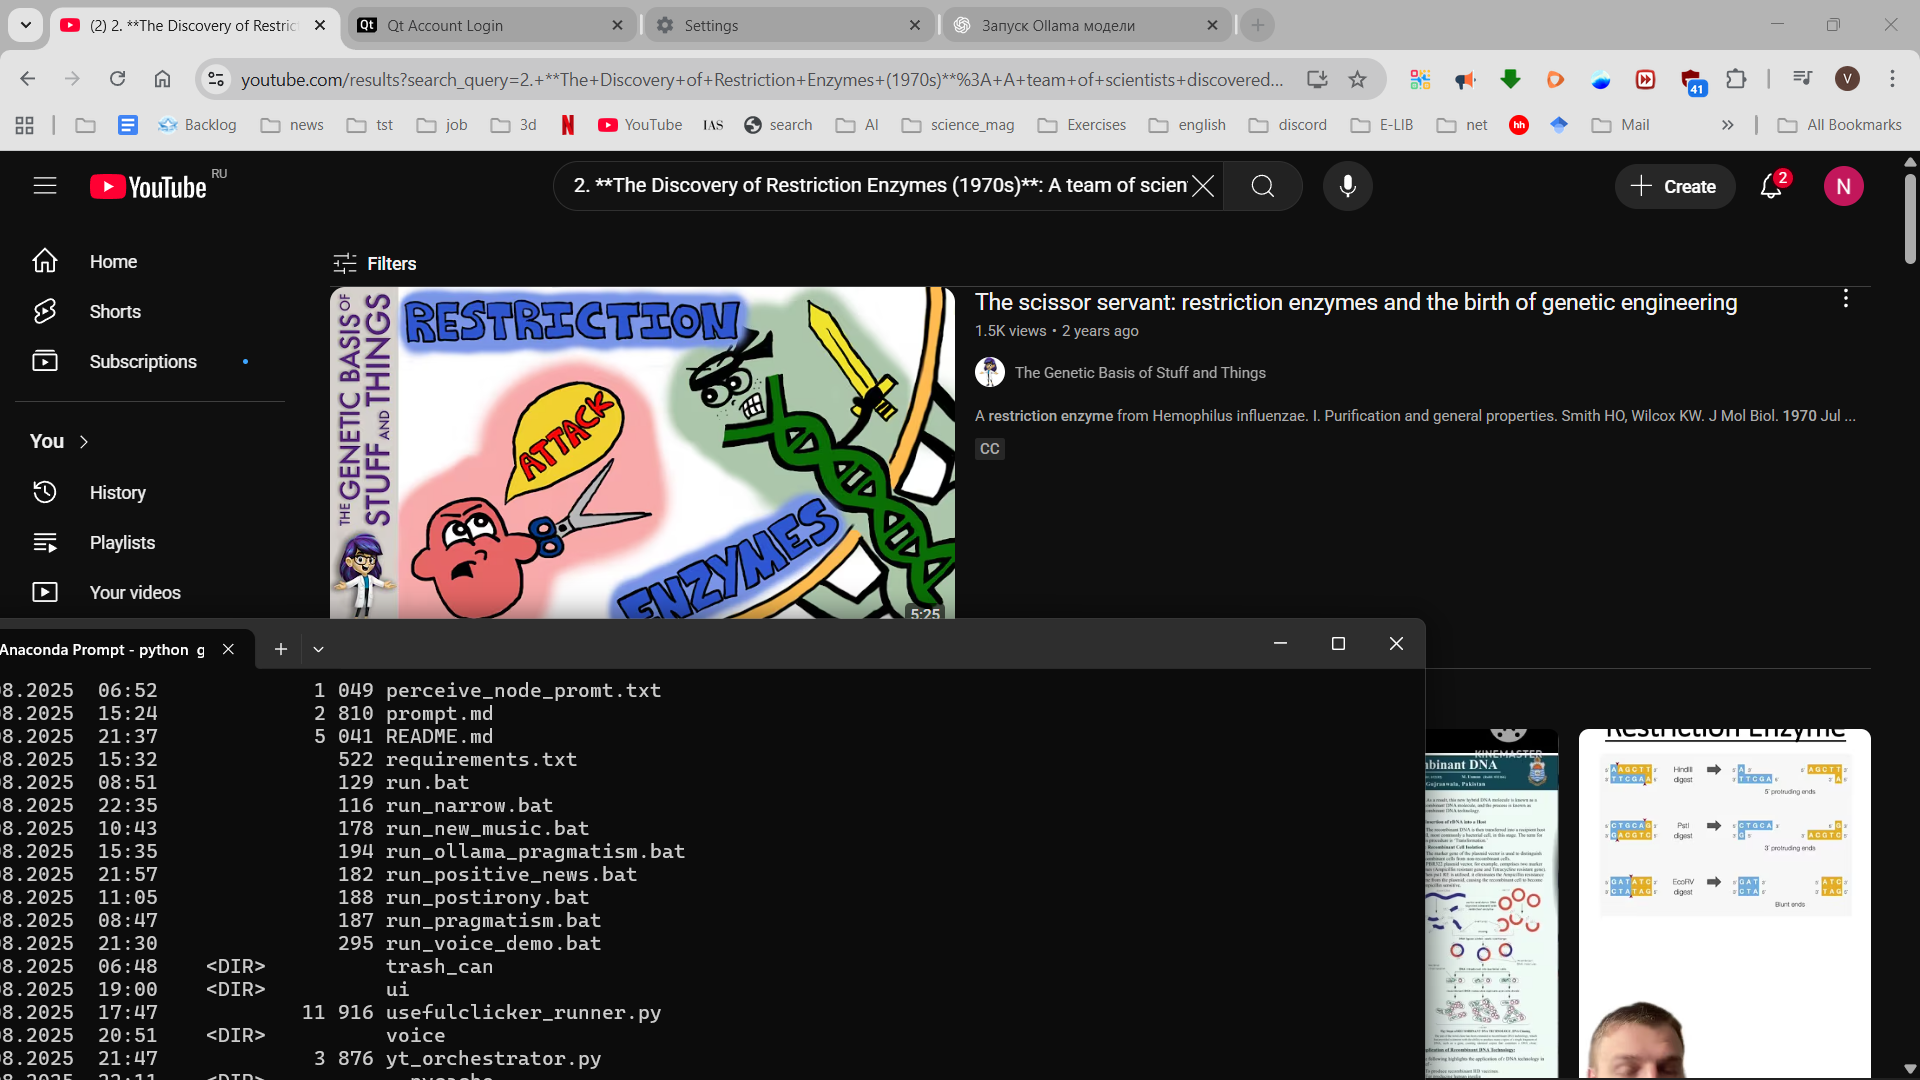 (2) 2. **The Discovery of Restric
Qt Account Login
Settings
Запуск Ollama модели
youtube.com/results?search_query=2.+**The+Discovery+of+Restriction+Enzymes+(1970s)**%3A+A+team+of+scientists+discovered...
41
V
Backlog
news
tst
job
3d
YouTube
IAS
search
AI
science_mag
Exercises
english
discord
E-LIB
net
hh
Mail
All Bookmarks
YouTube RU
2. **The Discovery of Restriction Enzymes (1970s)**: A team of scien
Create
2
N
Home
Shorts
Subscriptions
You
History
Playlists
Your videos
Filters
THE GENETIC BASIS OF STUFF AND THINGS
RESTRICTION
ATTACK
ENZYMES
5:25
The scissor servant: restriction enzymes and the birth of genetic engineering
1.5K views • 2 years ago
The Genetic Basis of Stuff and Things
A restriction enzyme from Hemophilus influenzae. I. Purification and general properties. Smith HO, Wilcox KW. J Mol Biol. 1970 Jul ...
CC
Anaconda Prompt - python g
8.2025 06:52 1 049 perceive_node_promt.txt
8.2025 15:24 2 810 prompt.md
8.2025 21:37 5 041 README.md
8.2025 15:32 522 requirements.txt
8.2025 08:51 129 run.bat
8.2025 22:35 116 run_narrow.bat
8.2025 10:43 178 run_new_music.bat
8.2025 15:35 194 run_ollama_pragmatism.bat
8.2025 21:57 182 run_positive_news.bat
8.2025 11:05 188 run_postirony.bat
8.2025 08:47 187 run_pragmatism.bat
8.2025 21:30 295 run_voice_demo.bat
8.2025 06:48 <DIR> trash_can
8.2025 19:00 <DIR> ui
8.2025 17:47 11 916 usefulclicker_runner.py
8.2025 20:51 <DIR> voice
8.2025 21:47 3 876 yt_orchestrator.py
KINEMASTER
mbinant DNA
Restriction Enzyme
HindIII digest
5' protruding ends
PstI digest
3' protruding ends
EcoRV digest
Blunt ends